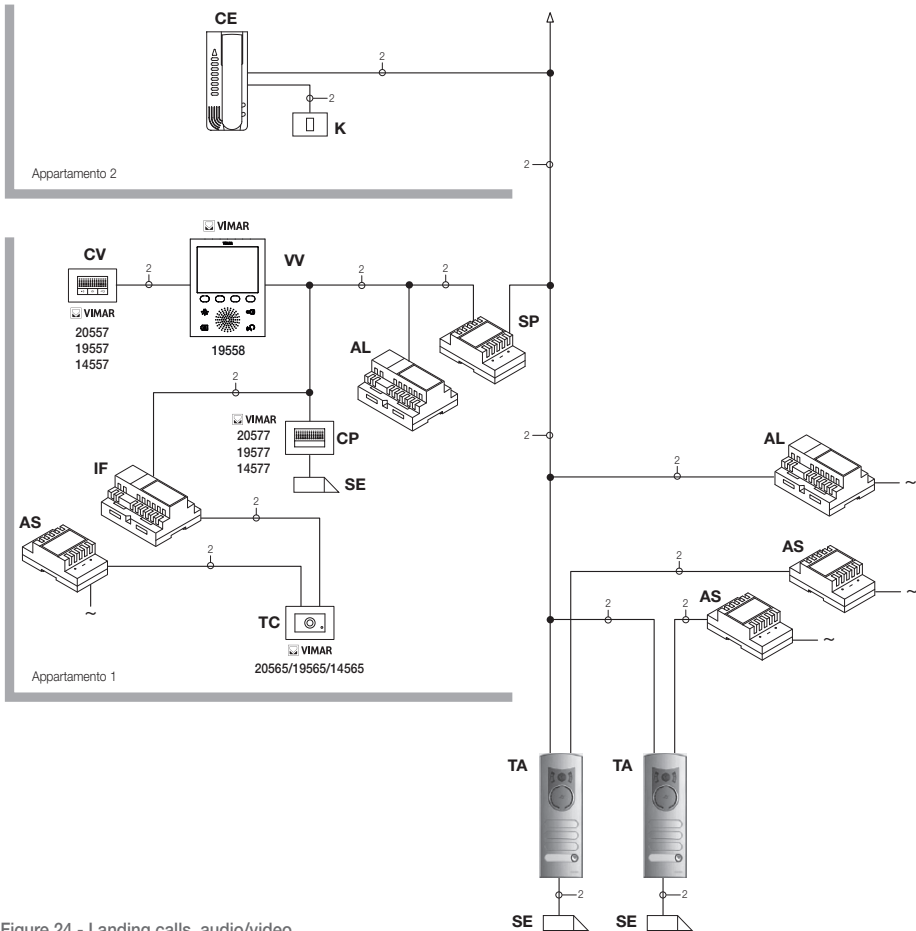 CE
2
2
K
2
Appartamento 2
VIMAR
CV
2
VV
2
2
SP
VIMAR
20557
19557
14557
19558
AL
2
VIMAR
20577
19577
14577
CP
SE
IF
2
AS
2
~
TC
VIMAR
20565/19565/14565
Appartamento 1
2
AL
2
~
AS
2
~
AS
2
2
~
TA
TA
2
2
SE
SE
Figure 24 - Landing calls, audio/video